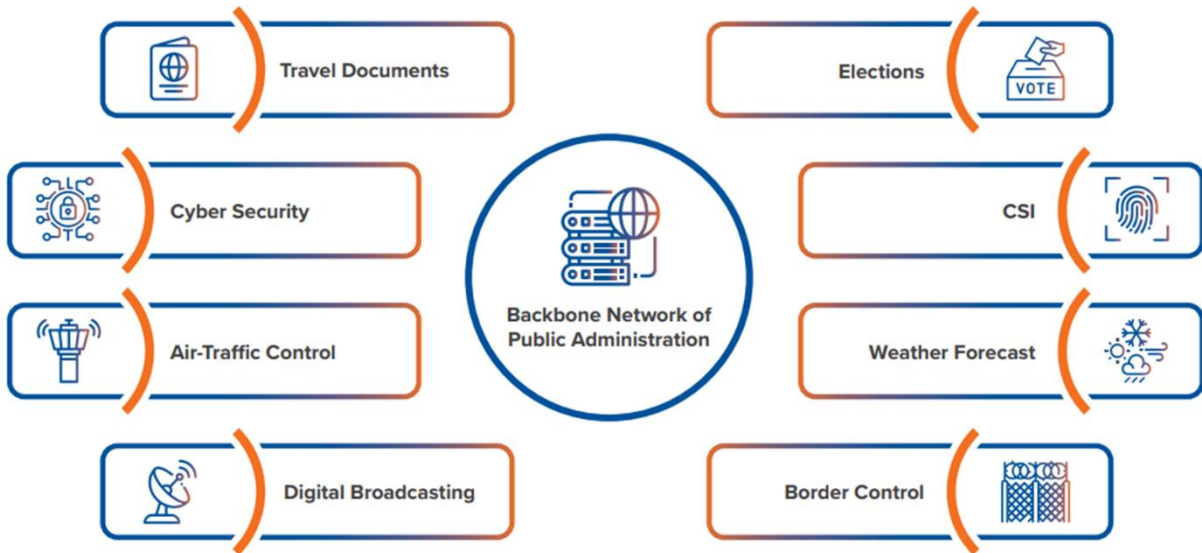 Travel Documents
Elections
VOTE
Cyber Security
CSI
Backbone Network of
Public Administration
Air-Traffic Control
Weather Forecast
Digital Broadcasting
Border Control